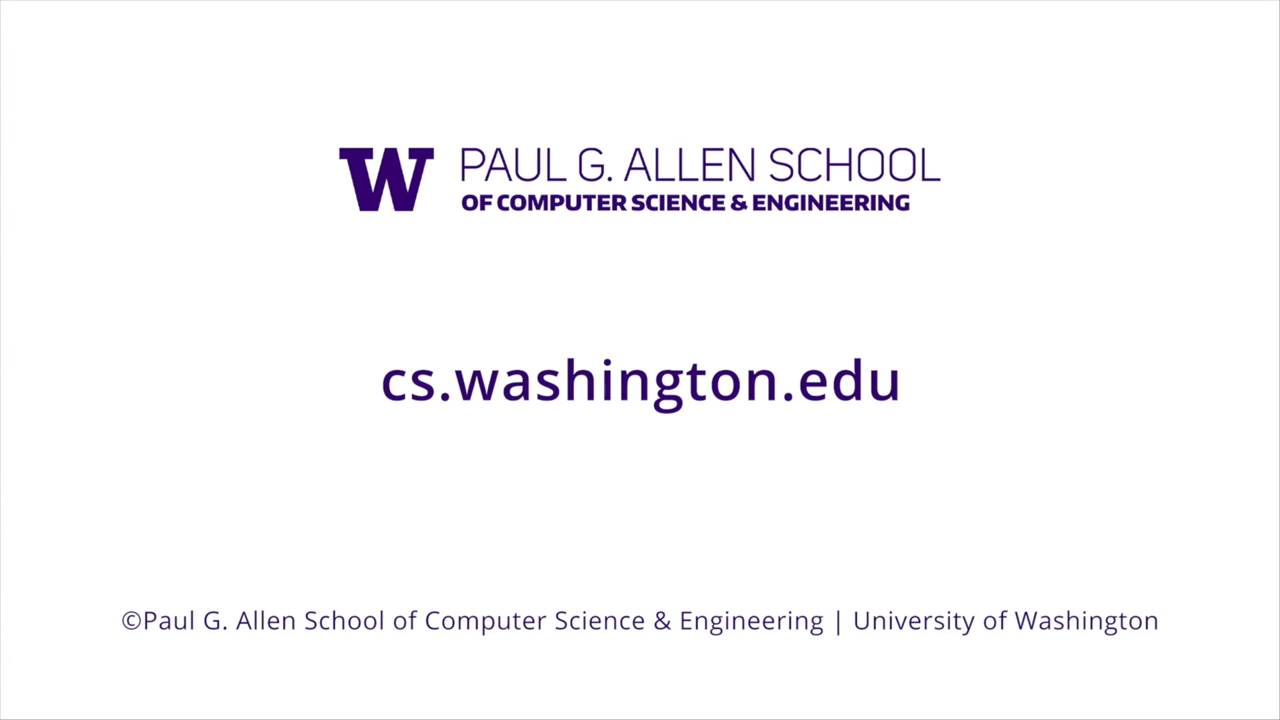 W PAUL G. ALLEN SCHOOL
OF COMPUTER SCIENCE & ENGINEERING
cs.washington.edu
©Paul G. Allen School of Computer Science & Engineering | University of Washington